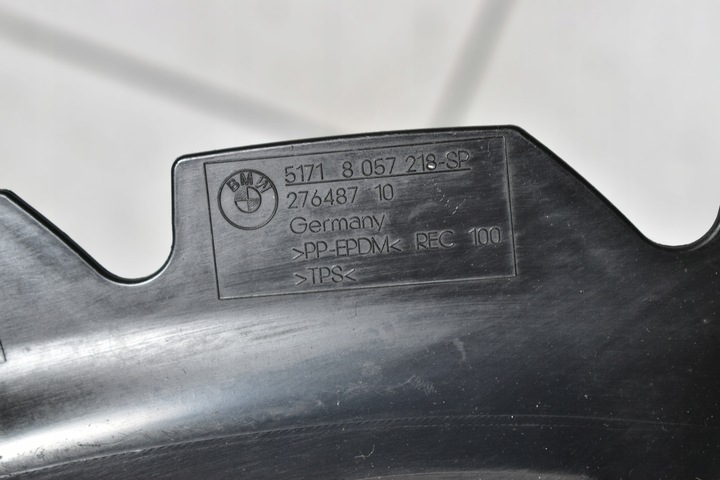 BMW
5171 8 057 218-SP
276487 10
Germany
>PP-EPDM< REC 100
>TPS<